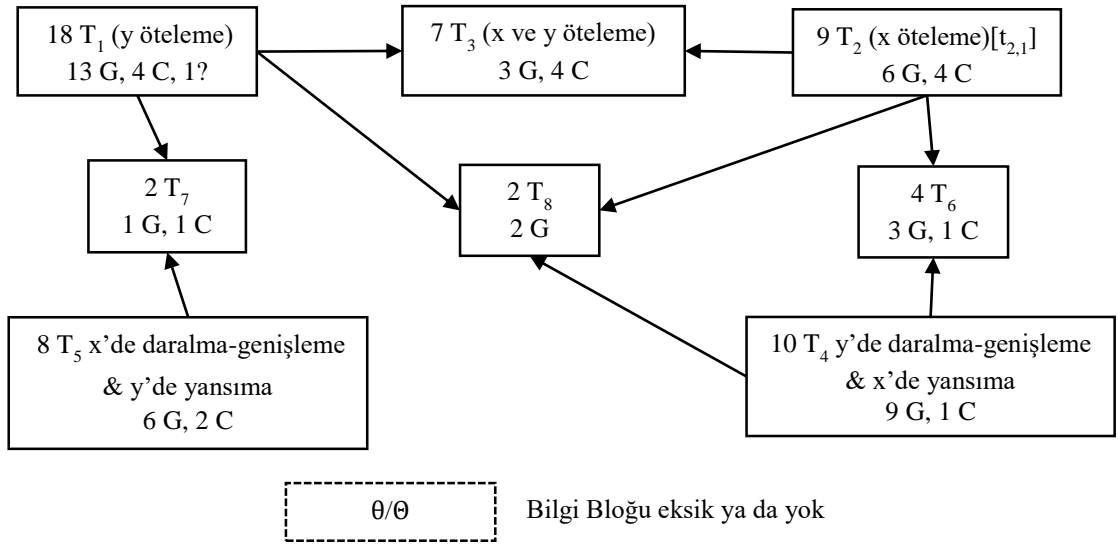 18 T₁ (y öteleme)
13 G, 4 C, 1?
7 T₃ (x ve y öteleme)
3 G, 4 C
9 T₂ (x öteleme)[t₂,₁]
6 G, 4 C
2 T₇
1 G, 1 C
2 T₈
2 G
4 T₆
3 G, 1 C
8 T₅ x’de daralma-genişleme
& y’de yansıma
6 G, 2 C
10 T₄ y’de daralma-genişleme
& x’de yansıma
9 G, 1 C
θ/Θ
Bilgi Bloğu eksik ya da yok